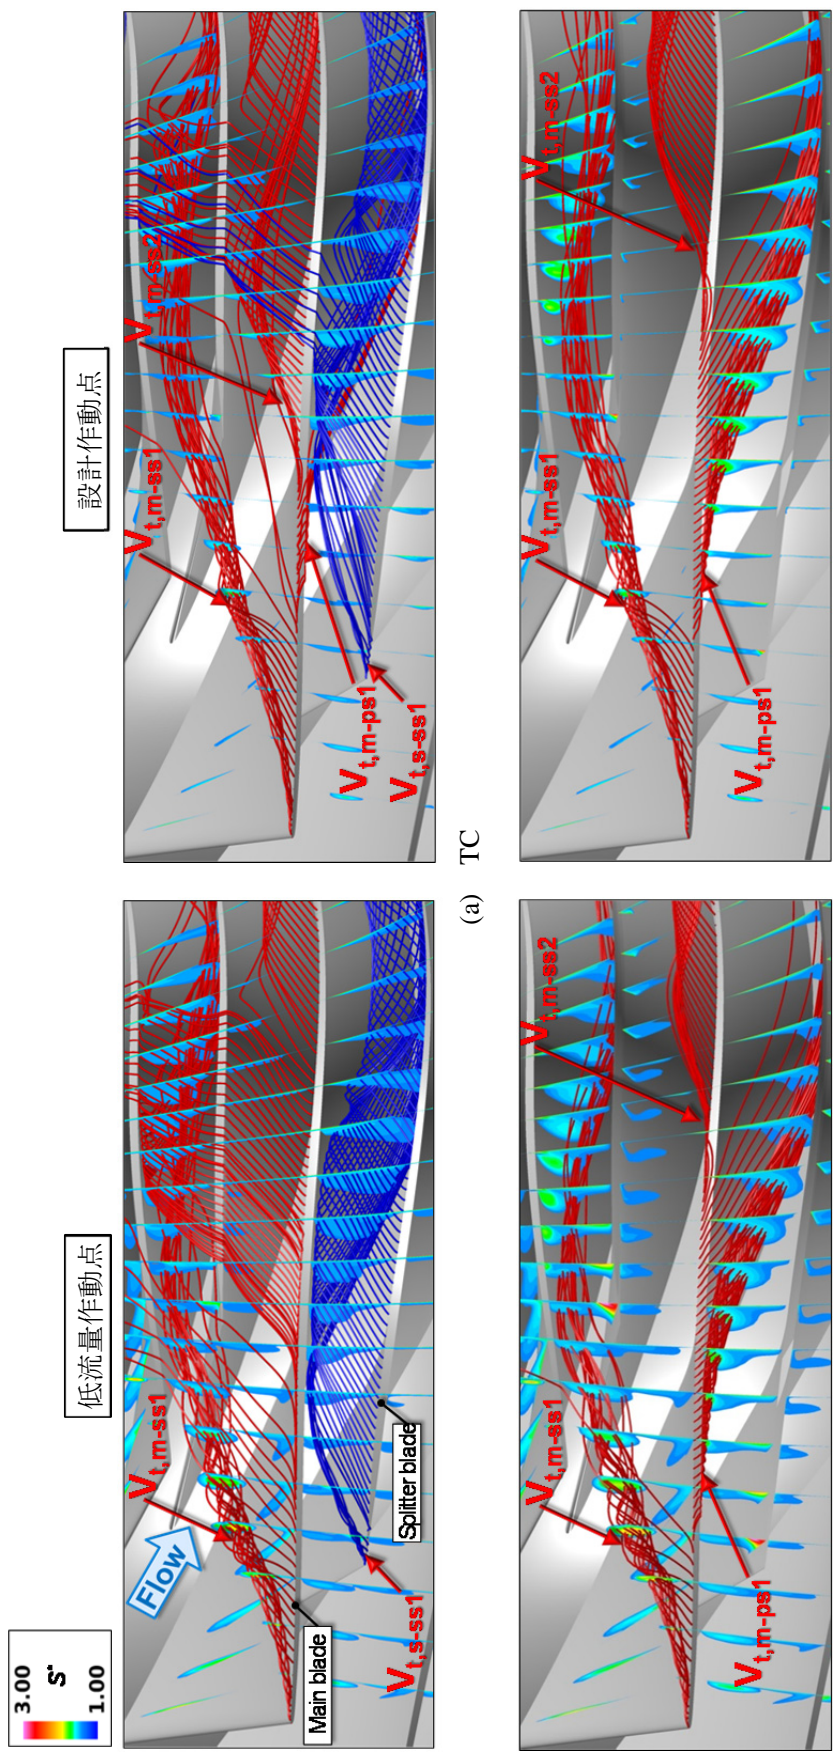 3.00
S*
1.00
低流量作動点
設計作動点
Flow
Vt,m-ss1
Main blade
Splitter blade
Vt,s-ss1
Vt,m-ss1
Vt,m-ss2
Vt,m-ps1
Vt,s-ss1
(a) TC
Vt,m-ss1
Vt,m-ss2
Vt,m-ps1
Vt,m-ss1
Vt,m-ss2
Vt,m-ps1